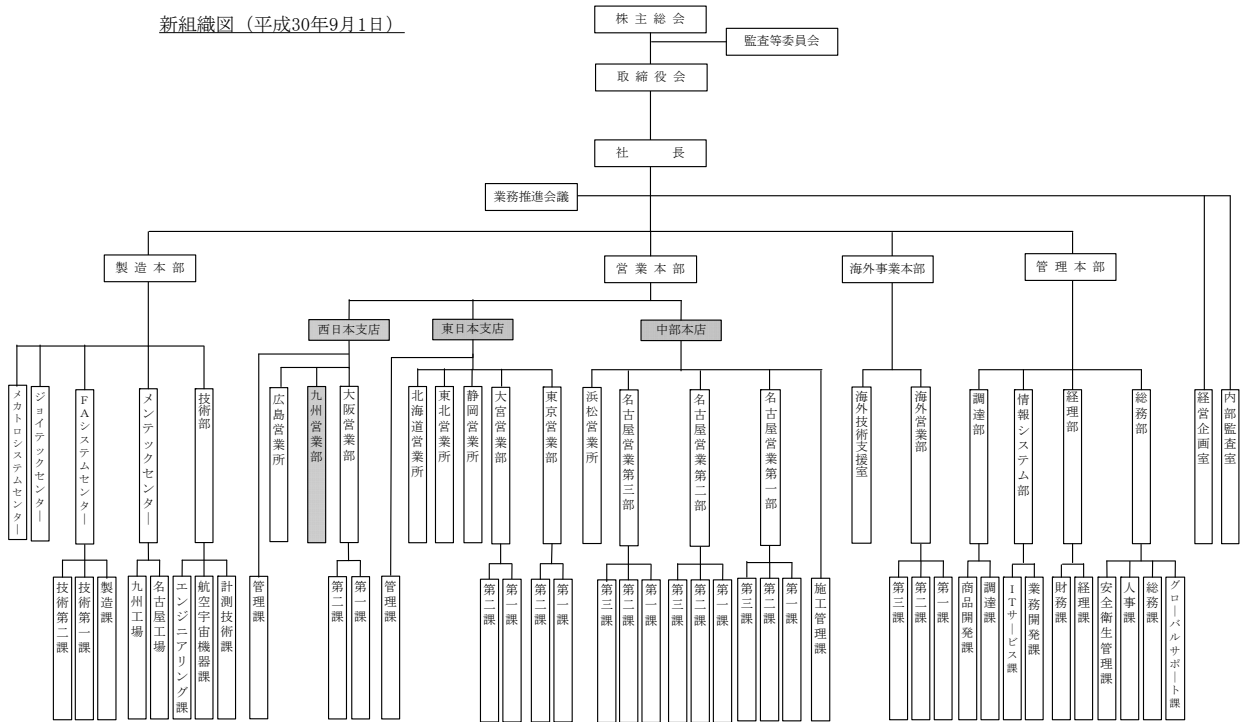 新組織図（平成30年9月1日）
株主総会
監査等委員会
取締役会
社　　長
業務推進会議
製造本部
営業本部
海外事業本部
管理本部
西日本支店
東日本支店
中部本店
メカトロシステムセンター
ジョイテックセンター
FAシステムセンター
メンテックセンター
技術部
広島営業所
九州営業部
大阪営業部
北海道営業所
東北営業所
静岡営業所
大宮営業部
東京営業部
浜松営業所
名古屋営業第三部
名古屋営業第二部
名古屋営業第一部
海外技術支援室
海外営業部
調達部
情報システム部
経理部
総務部
経営企画室
内部監査室
技術第二課
技術第一課
製造課
九州工場
名古屋工場
エンジニアリング課
航空宇宙機器課
計測技術課
管理課
第二課
第一課
管理課
第二課
第一課
第二課
第一課
第三課
第二課
第一課
第三課
第二課
第一課
第三課
第二課
第一課
施工管理課
第三課
第二課
第一課
商品開発課
調達課
ITサービス課
業務開発課
財務課
経理課
安全衛生管理課
人事課
総務課
グローバルサポート課